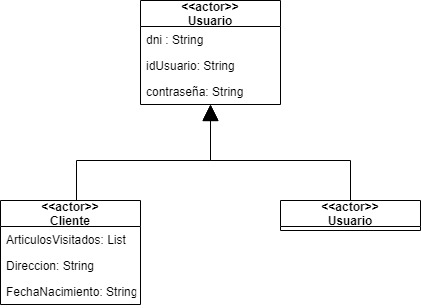 <<actor>>
Usuario
dni : String
idUsuario: String
contraseña: String
<<actor>>
Cliente
ArticulosVisitados: List
Direccion: String
FechaNacimiento: String
<<actor>>
Usuario